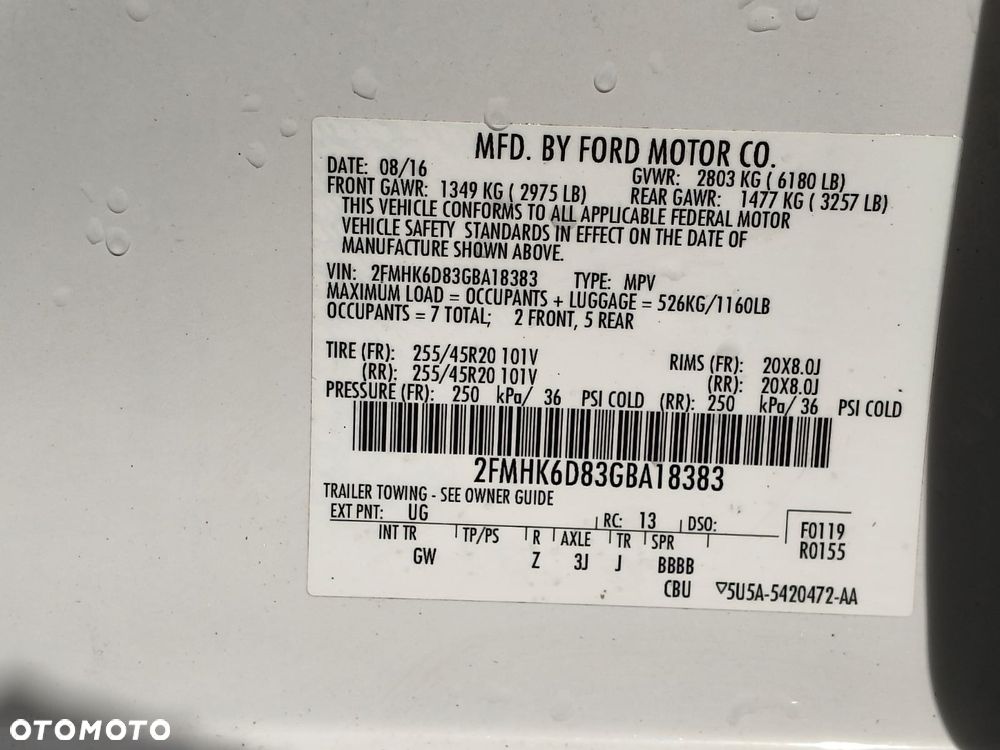 MFD. BY FORD MOTOR CO.
DATE: 08/16 GVWR: 2803 KG ( 6180 LB)
FRONT GAWR: 1349 KG ( 2975 LB) REAR GAWR: 1477 KG ( 3257 LB)
THIS VEHICLE CONFORMS TO ALL APPLICABLE FEDERAL MOTOR
VEHICLE SAFETY STANDARDS IN EFFECT ON THE DATE OF
MANUFACTURE SHOWN ABOVE.
VIN: 2FMHK6D83GBA18383 TYPE: MPV
MAXIMUM LOAD = OCCUPANTS + LUGGAGE = 526KG/1160LB
OCCUPANTS = 7 TOTAL; 2 FRONT, 5 REAR
TIRE (FR): 255/45R20 101V RIMS (FR): 20X8.0J
(RR): 255/45R20 101V (RR): 20X8.0J
PRESSURE (FR): 250 kPa/ 36 PSI COLD (RR): 250 kPa/ 36 PSI COLD
2FMHK6D83GBA18383
TRAILER TOWING - SEE OWNER GUIDE
EXT PNT: UG RC: 13 DSO: F0119
INT TR TP/PS R AXLE TR SPR R0155
GW Z 3J J BBBB
CBU ▽5U5A-5420472-AA
OTOMOTO